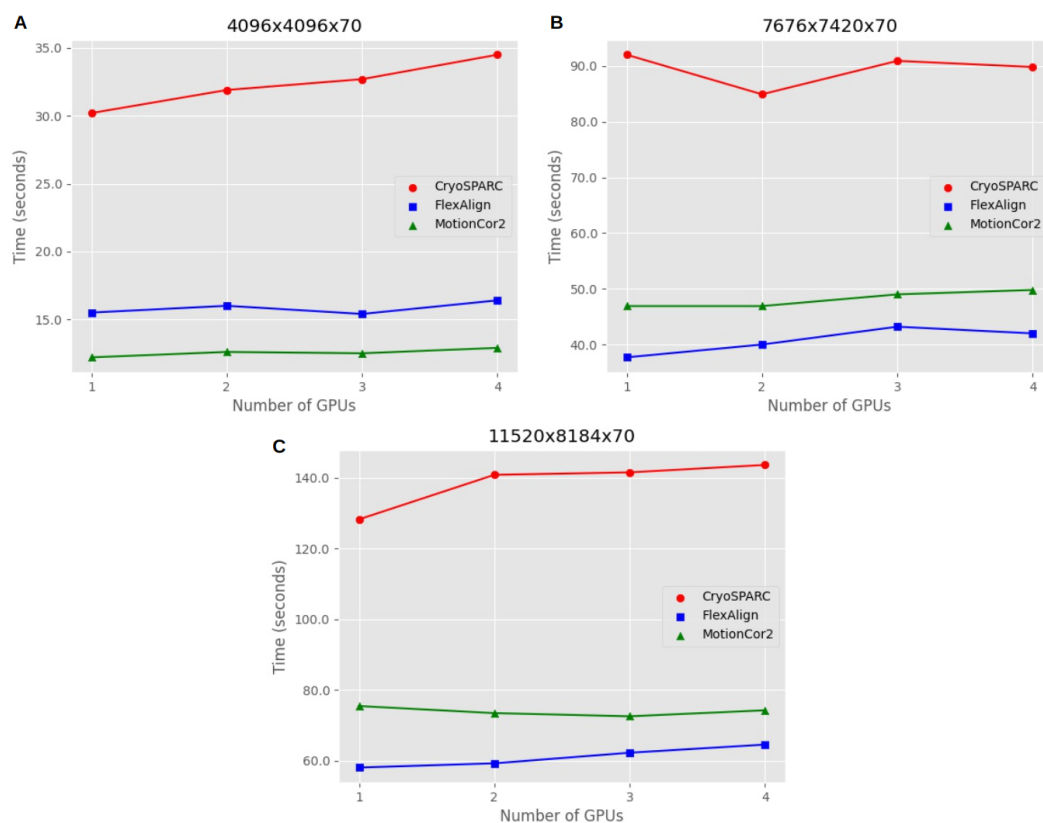 A
4096x4096x70
35.0
30.0
25.0
20.0
15.0
Time (seconds)
CryoSPARC
FlexAlign
MotionCor2
1 2 3 4
Number of GPUs
B
7676x7420x70
90.0
80.0
70.0
60.0
50.0
40.0
Time (seconds)
CryoSPARC
FlexAlign
MotionCor2
1 2 3 4
Number of GPUs
C
11520x8184x70
140.0
120.0
100.0
80.0
60.0
Time (seconds)
CryoSPARC
FlexAlign
MotionCor2
1 2 3 4
Number of GPUs